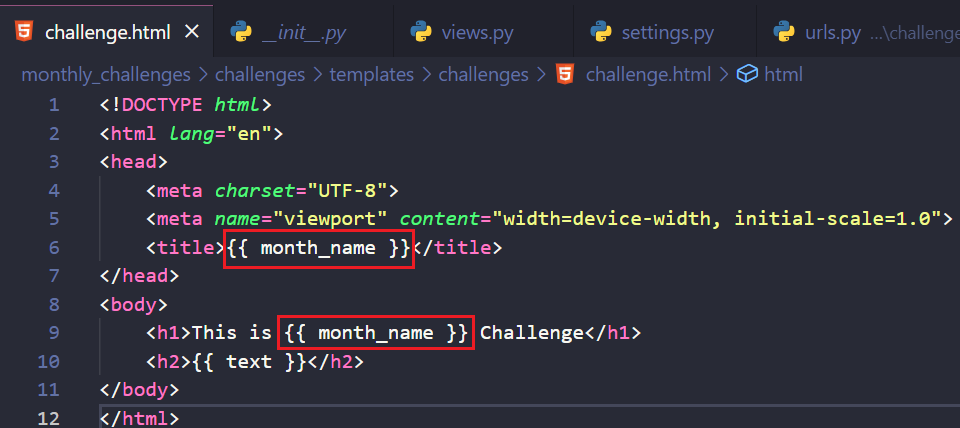 challenge.html × __init__.py views.py settings.py urls.py ...\challenge
monthly_challenges > challenges > templates > challenges > challenge.html > html
1 <!DOCTYPE html>
2 <html lang="en">
3 <head>
4 <meta charset="UTF-8">
5 <meta name="viewport" content="width=device-width, initial-scale=1.0">
6 <title>{{ month_name }}</title>
7 </head>
8 <body>
9 <h1>This is {{ month_name }} Challenge</h1>
10 <h2>{{ text }}</h2>
11 </body>
12 </html>